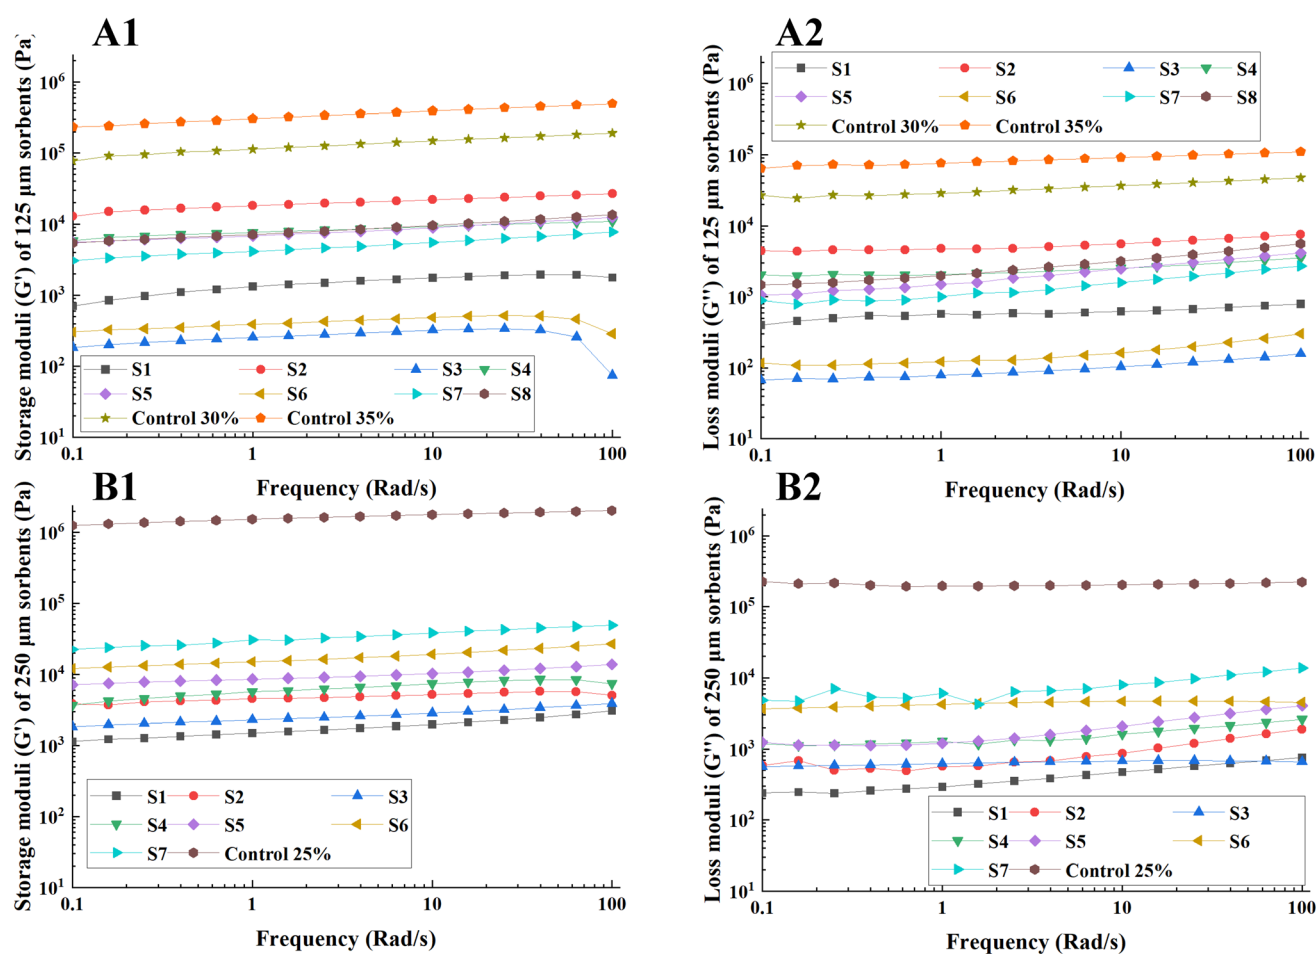 A1
Storage moduli (G') of 125 μm sorbents (Pa)
10^6
10^5
10^4
10^3
10^2
10^1
S1 S2 S3 S4
S5 S6 S7 S8
Control 30% Control 35%
0.1 1 10 100
Frequency (Rad/s)
A2
Loss moduli (G'') of 125 μm sorbents (Pa)
S1 S2 S3 S4
S5 S6 S7 S8
Control 30% Control 35%
10^6
10^5
10^4
10^3
10^2
10^1
0.1 1 10 100
Frequency (Rad/s)
B1
Storage moduli (G') of 250 μm sorbents (Pa)
10^6
10^5
10^4
10^3
10^2
10^1
S1 S2 S3
S4 S5 S6
S7 Control 25%
0.1 1 10 100
Frequency (Rad/s)
B2
Loss moduli (G'') of 250 μm sorbents (Pa)
10^6
10^5
10^4
10^3
10^2
10^1
S1 S2 S3
S4 S5 S6
S7 Control 25%
0.1 1 10 100
Frequency (Rad/s)